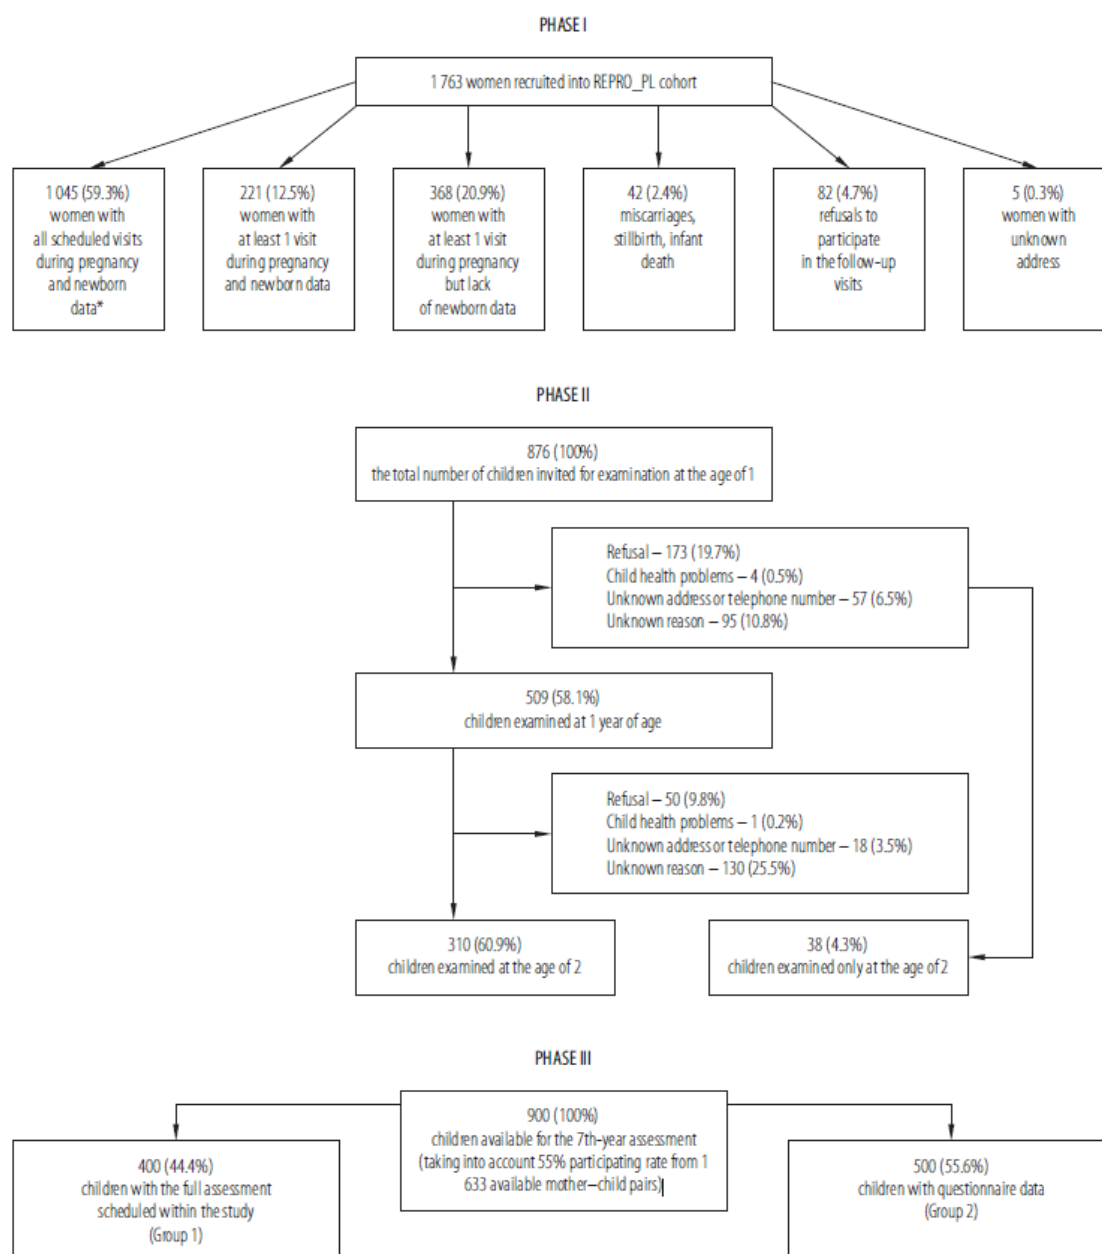 PHASE I
1 763 women recruited into REPRO_PL cohort
1 045 (59.3%)
women with
all scheduled visits
during pregnancy
and newborn
data*
221 (12.5%)
women with
at least 1 visit
during pregnancy
and newborn data
368 (20.9%)
women with
at least 1 visit
during pregnancy
but lack
of newborn data
42 (2.4%)
miscarriages,
stillbirth, infant
death
82 (4.7%)
refusals to
participate
in the follow-up
visits
5 (0.3%)
women with
unknown
address
PHASE II
876 (100%)
the total number of children invited for examination at the age of 1
Refusal – 173 (19.7%)
Child health problems – 4 (0.5%)
Unknown address or telephone number – 57 (6.5%)
Unknown reason – 95 (10.8%)
509 (58.1%)
children examined at 1 year of age
Refusal – 50 (9.8%)
Child health problems – 1 (0.2%)
Unknown address or telephone number – 18 (3.5%)
Unknown reason – 130 (25.5%)
310 (60.9%)
children examined at the age of 2
38 (4.3%)
children examined only at the age of 2
PHASE III
900 (100%)
children available for the 7th-year assessment
(taking into account 55% participating rate from 1
633 available mother–child pairs)
400 (44.4%)
children with the full assessment
scheduled within the study
(Group 1)
500 (55.6%)
children with questionnaire data
(Group 2)